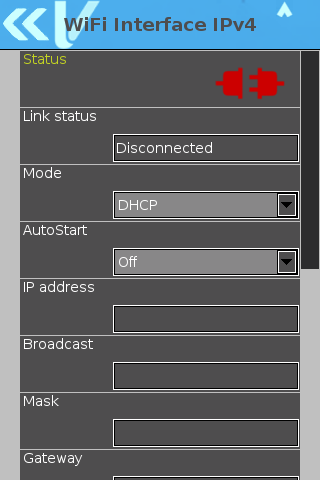 WiFi Interface IPv4
Status
Link status
Disconnected
Mode
DHCP
AutoStart
Off
IP address
Broadcast
Mask
Gateway